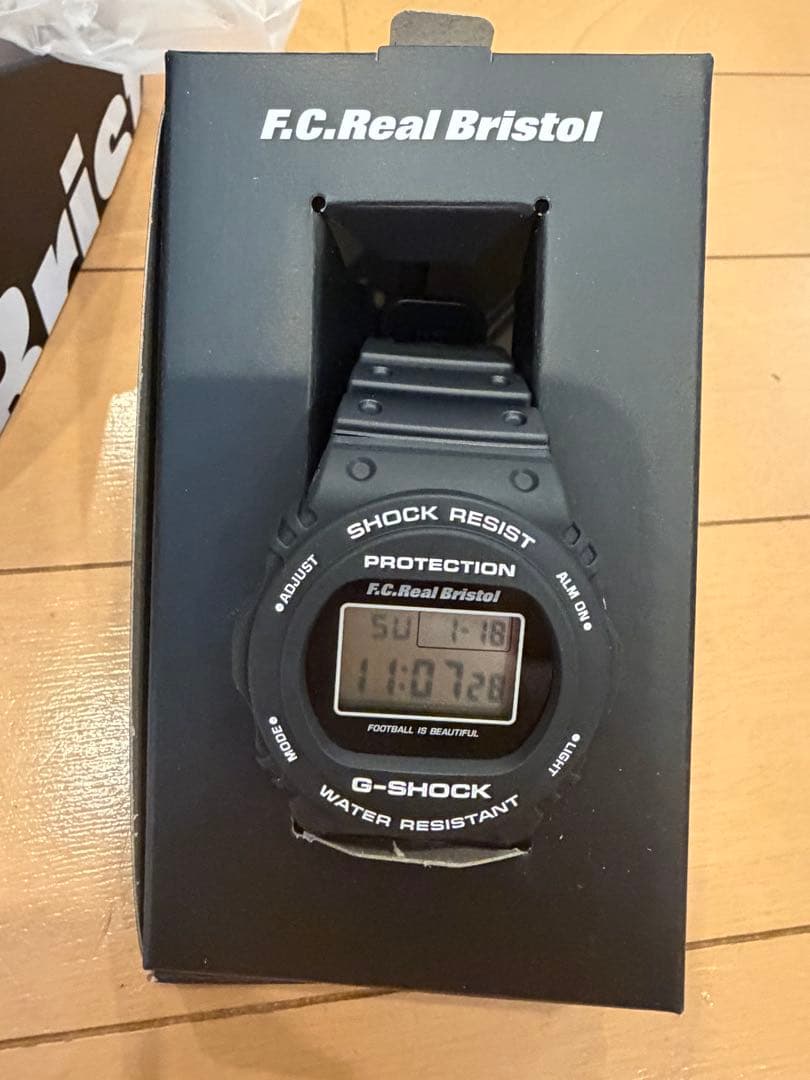 F.C.Real Bristol
Bris
SHOCK RESIST
PROTECTION
ADJUST
ALM ON
F.C.Real Bristol
SU 1-18
11:07 28
FOOTBALL IS BEAUTIFUL
MODE
LIGHT
G-SHOCK
WATER RESISTANT